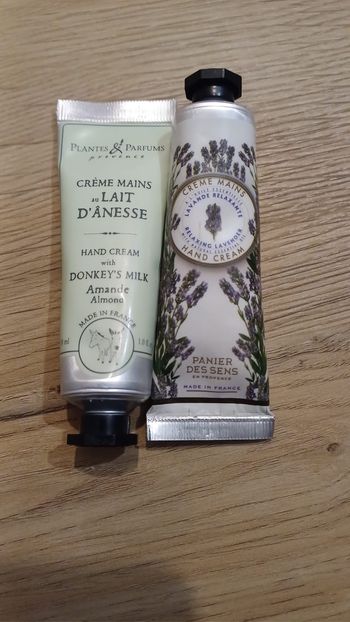 PLANTES & PARFUMS
provence
CRÈME MAINS
au LAIT
D'ÂNESSE
HAND CREAM
with
DONKEY'S MILK
Amande
Almond
MADE IN FRANCE
CRÈME MAINS
LAVANDE RELAXANTE
RELAXING LAVENDER
HAND CREAM
PANIER
DES SENS
EN PROVENCE
MADE IN FRANCE